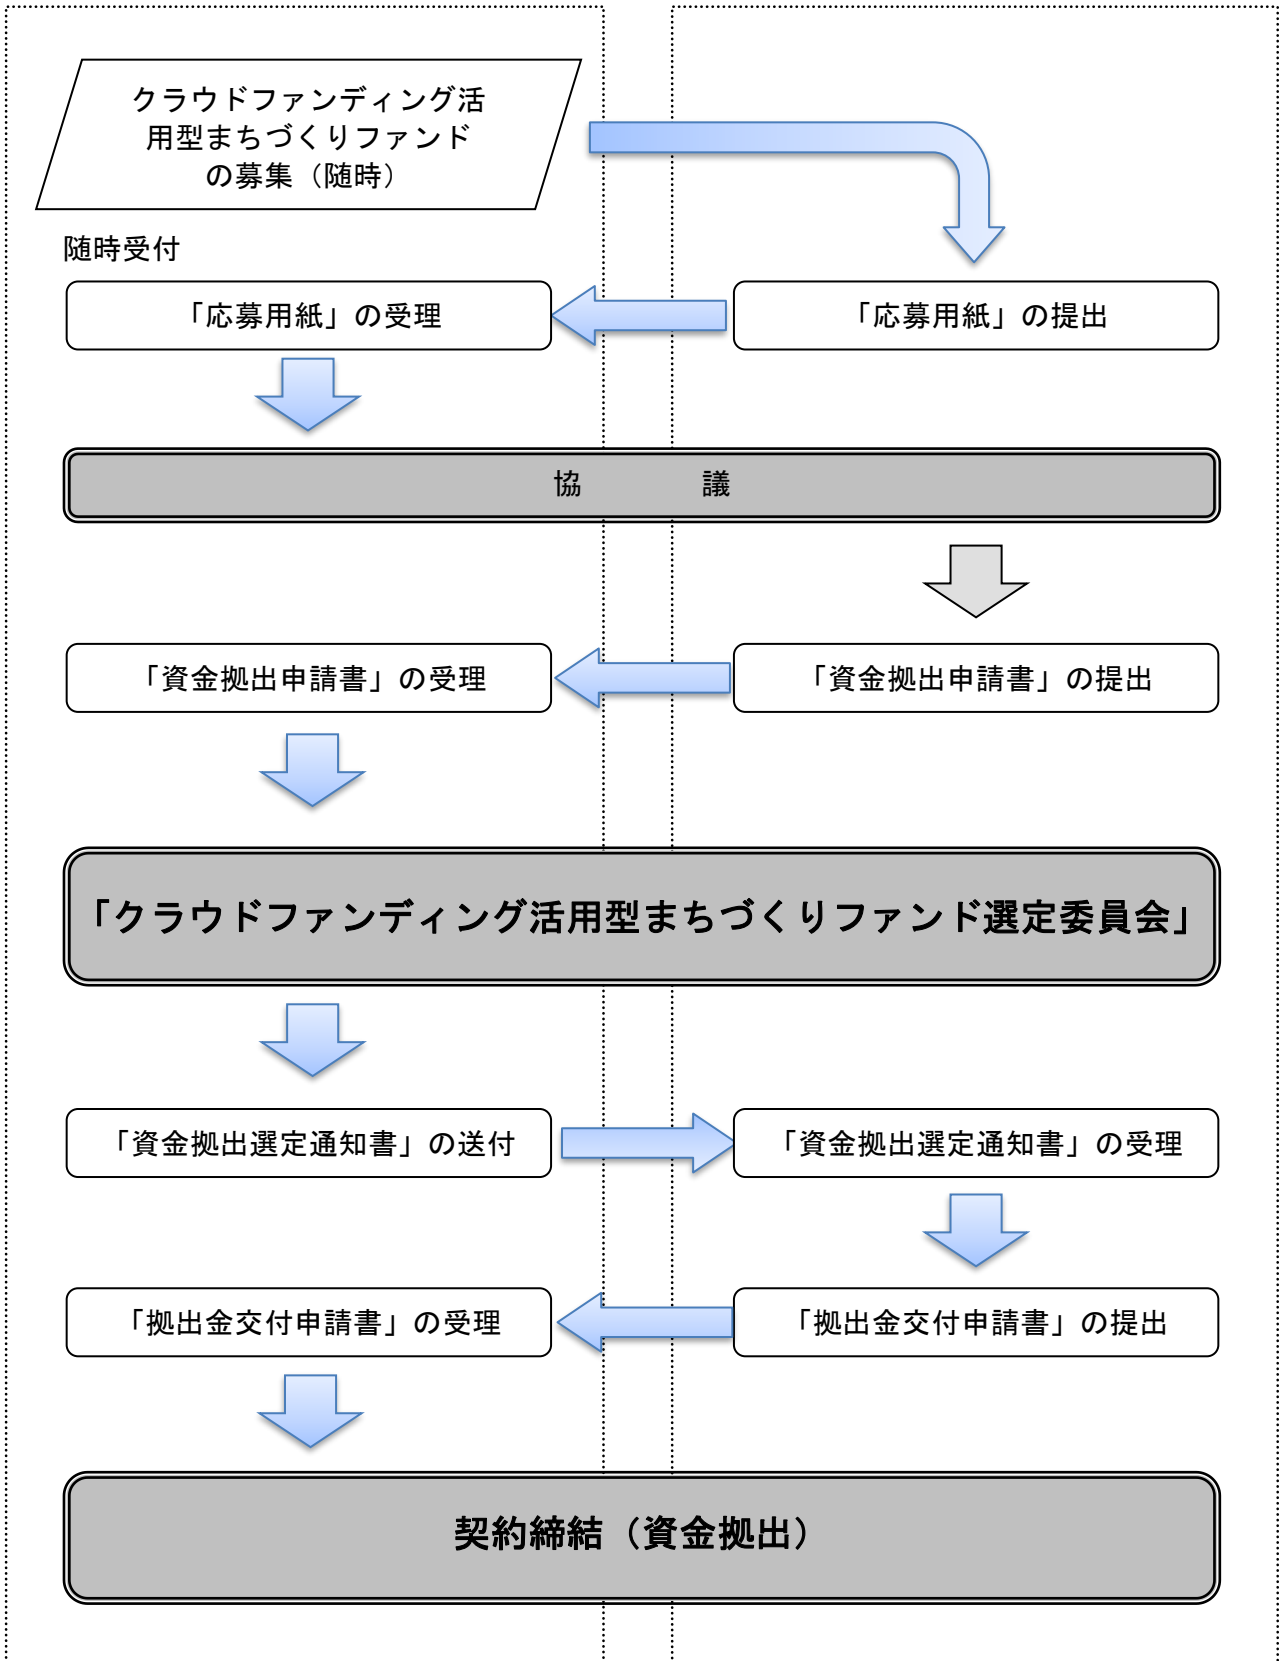 クラウドファンディング活
用型まちづくりファンド
の募集（随時）
随時受付
「応募用紙」の受理
「応募用紙」の提出
協　　　　議
「資金拠出申請書」の受理
「資金拠出申請書」の提出
「クラウドファンディング活用型まちづくりファンド選定委員会」
「資金拠出選定通知書」の送付
「資金拠出選定通知書」の受理
「拠出金交付申請書」の受理
「拠出金交付申請書」の提出
契約締結（資金拠出）